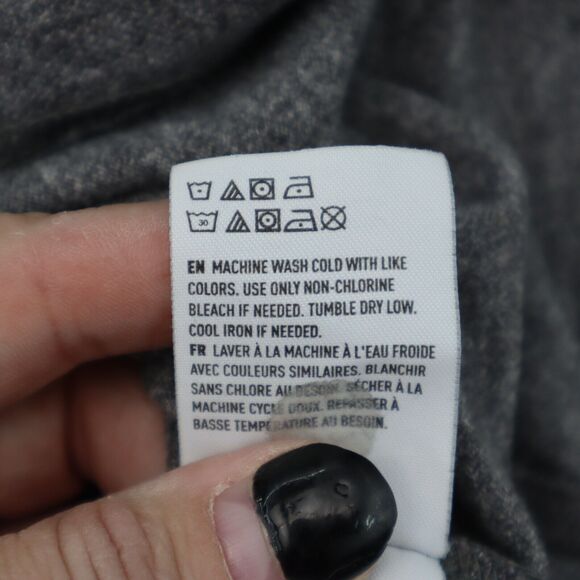 30
EN MACHINE WASH COLD WITH LIKE
COLORS. USE ONLY NON-CHLORINE
BLEACH IF NEEDED. TUMBLE DRY LOW.
COOL IRON IF NEEDED.
FR LAVER À LA MACHINE À L'EAU FROIDE
AVEC COULEURS SIMILAIRES. BLANCHIR
SANS CHLORE AU BESOIN. SÉCHER À LA
MACHINE CYCLE DOUX. REPASSER À
BASSE TEMPÉRATURE AU BESOIN.